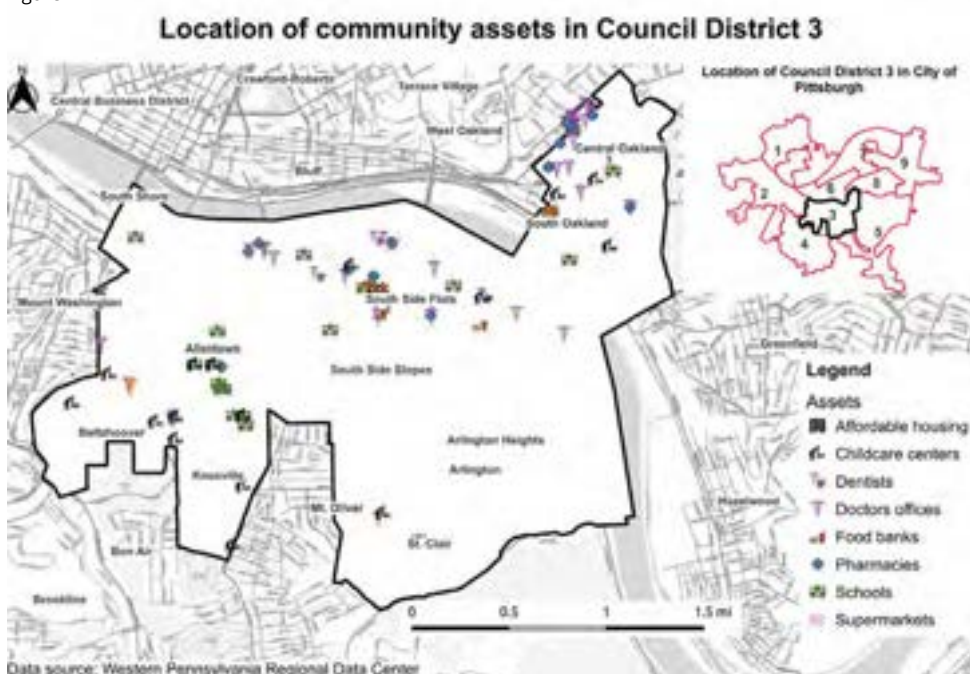 Location of community assets in Council District 3
Location of Council District 3 in City of
Pittsburgh
N
Crawford-Roberts
Terrace Village
Central Business District
West Oakland
Central Oakland
Bluff
South Shore
South Oakland
1
7
9
2
6
8
3
5
4
Mount Washington
South Side Flats
Allentown
South Side Slopes
Greenfield
Beltzhoover
Arlington Heights
Arlington
Knoxville
Hazelwood
Mt. Oliver
St. Clair
Bon Air
Brookline
Legend
Assets
Affordable housing
Childcare centers
Dentists
Doctors offices
Food banks
Pharmacies
Schools
Supermarkets
0 0.5 1 1.5 mi
Data source: Western Pennsylvania Regional Data Center